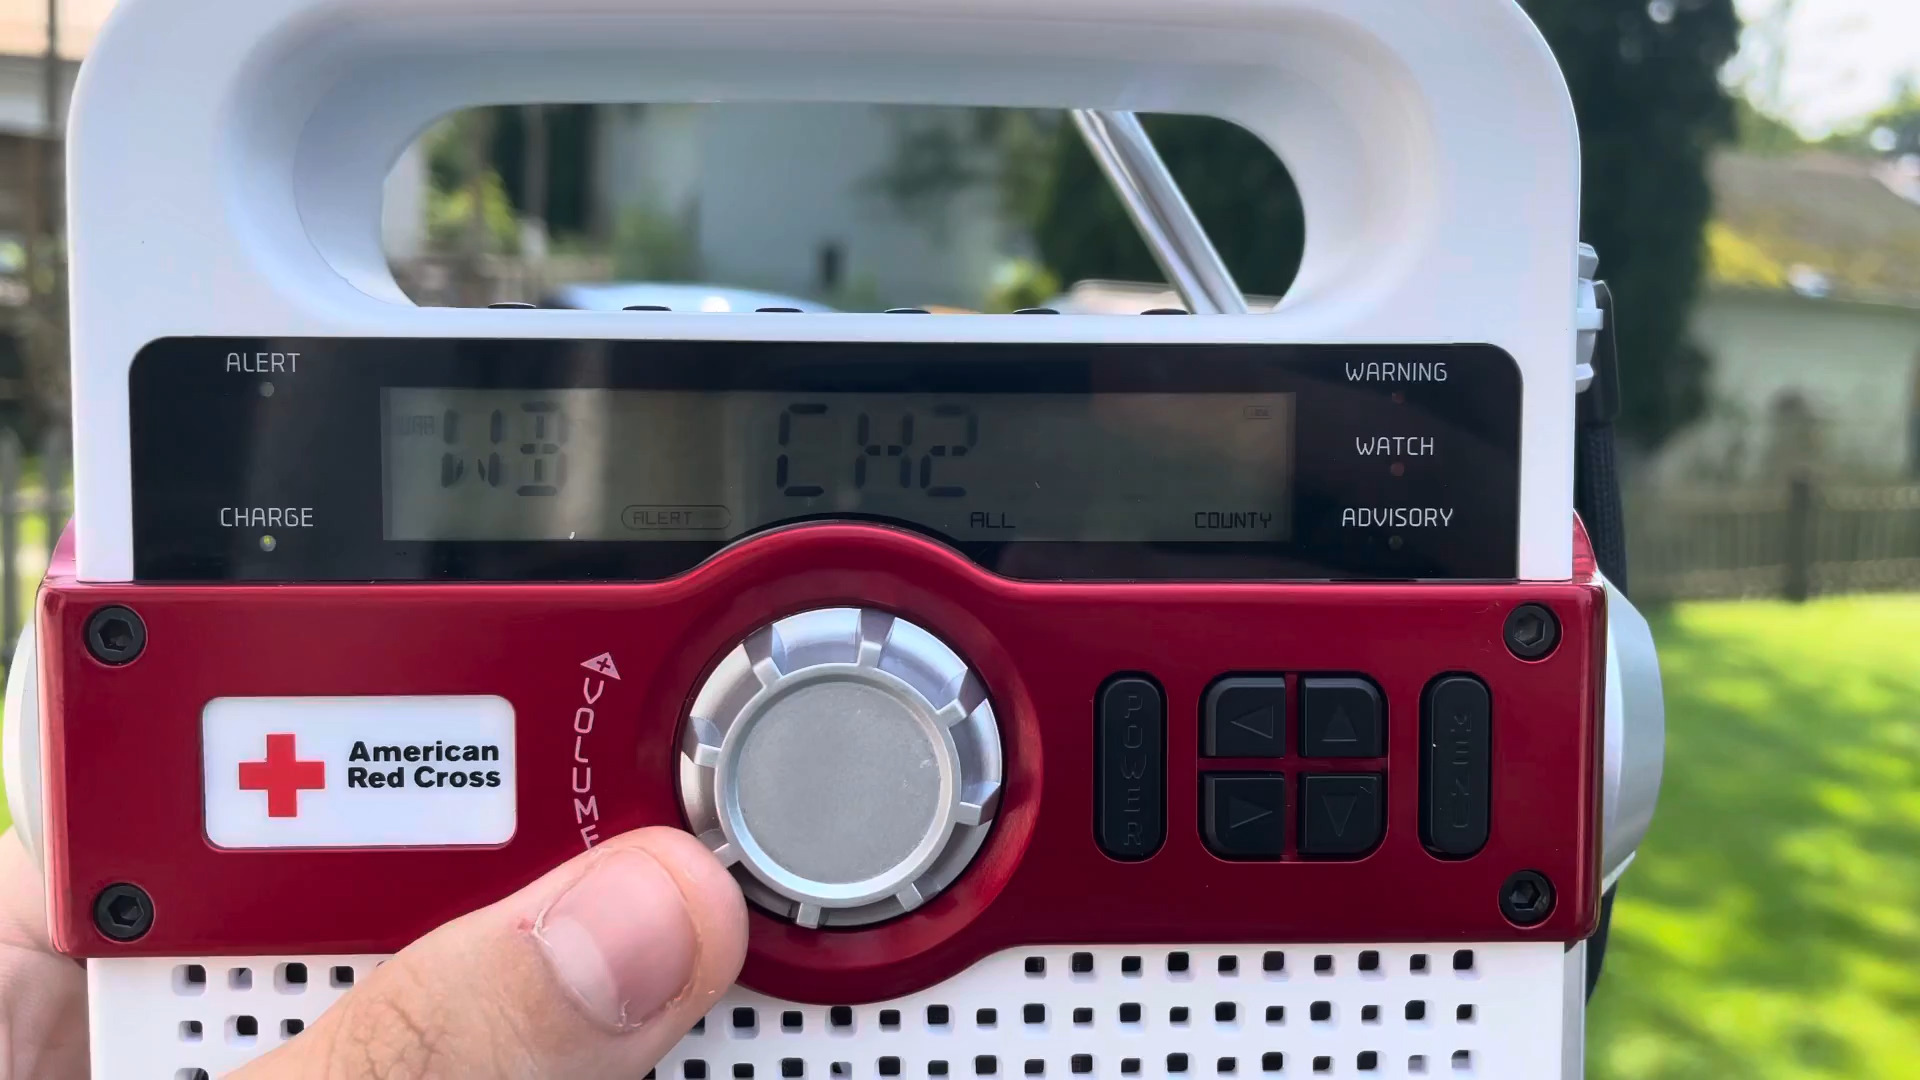 ALERT
WARNING
WB CH2
WATCH
CHARGE
ALERT ALL COUNTY
ADVISORY
VOLUME
American
Red Cross
POWER
MENU